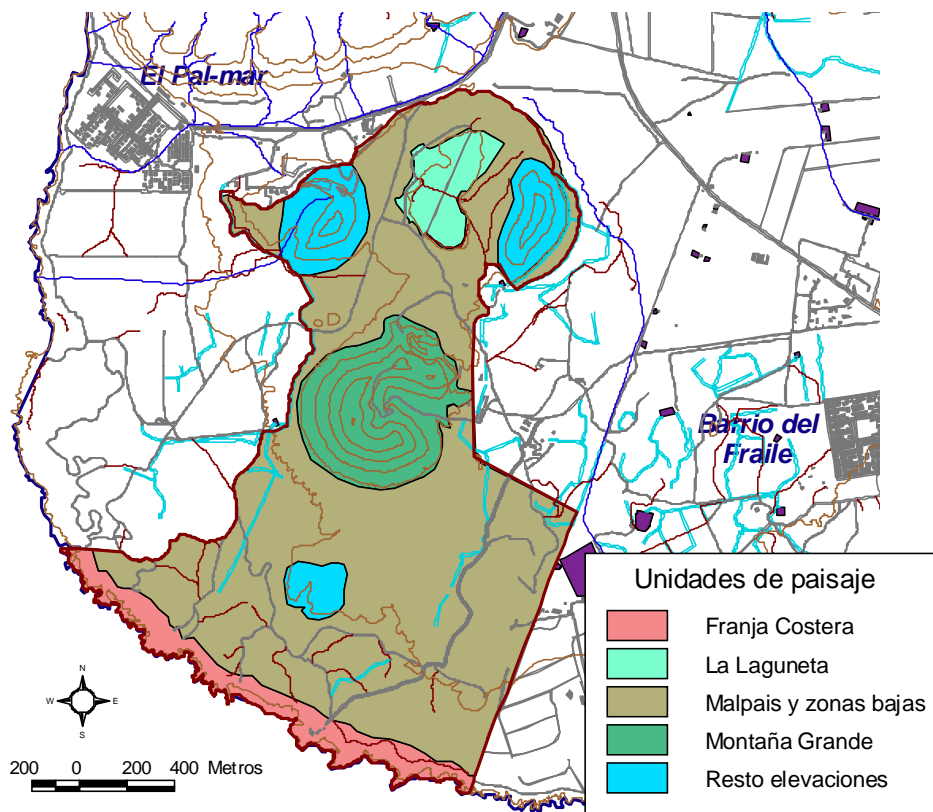 El Pal-mar
Barrio del
Fraile
Unidades de paisaje
Franja Costera
La Laguneta
Malpais y zonas bajas
Montaña Grande
Resto elevaciones
N
W E
S
200 0 200 400 Metros